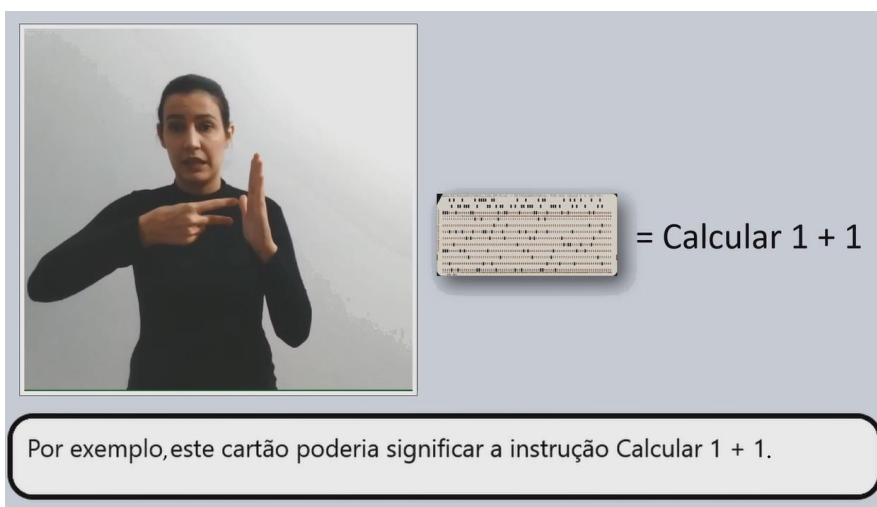 = Calcular 1 + 1
Por exemplo,este cartão poderia significar a instrução Calcular 1 + 1.